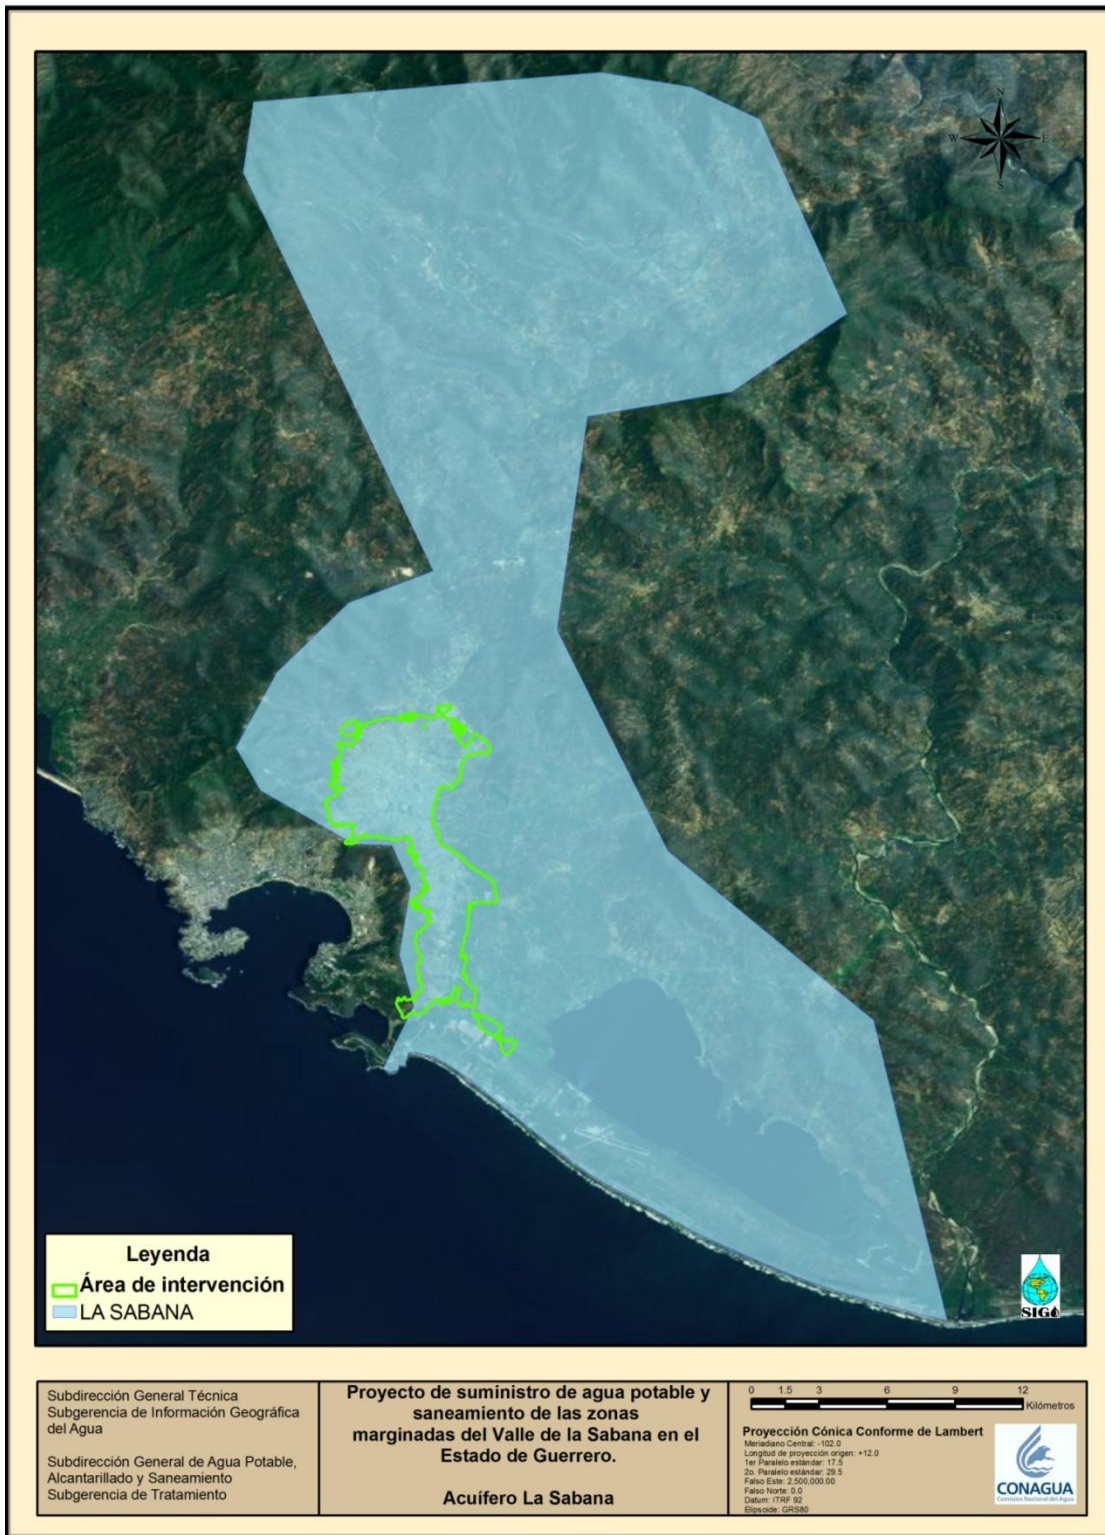 N
W
E
S
Leyenda
Área de intervención
LA SABANA
SIGA
Subdirección General Técnica
Subgerencia de Información Geográfica
del Agua
Subdirección General de Agua Potable,
Alcantarillado y Saneamiento
Subgerencia de Tratamiento
Proyecto de suministro de agua potable y
saneamiento de las zonas
marginadas del Valle de la Sabana en el
Estado de Guerrero.
Acuífero La Sabana
0 1.5 3 6 9 12
Kilómetros
Proyección Cónica Conforme de Lambert
Meridiano Central: -102.0
Longitud de proyección origen: +12.0
1er Paralelo estándar: 17.5
2o. Paralelo estándar: 29.5
Falso Este: 2,500,000.00
Falso Norte: 0.0
Datum: ITRF 92
Elipsoide: GRS80
CONAGUA
Comisión Nacional del Agua